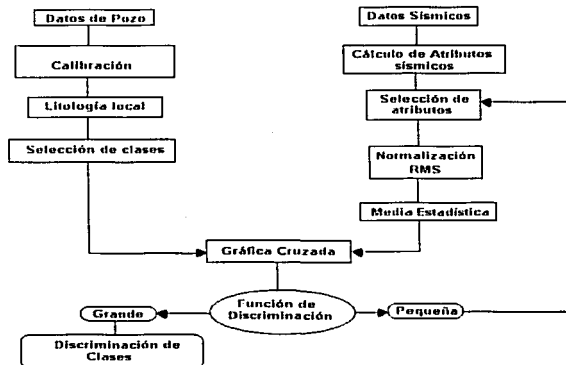 Datos de Pozo
Calibración
Litología local
Selección de clases
Datos Sísmicos
Cálculo de Atributos
sísmicos
Selección de
atributos
Normalización
RMS
Media Estadística
Gráfica Cruzada
Función de
Discriminación
Grande
Pequeña
Discriminación de
Clases